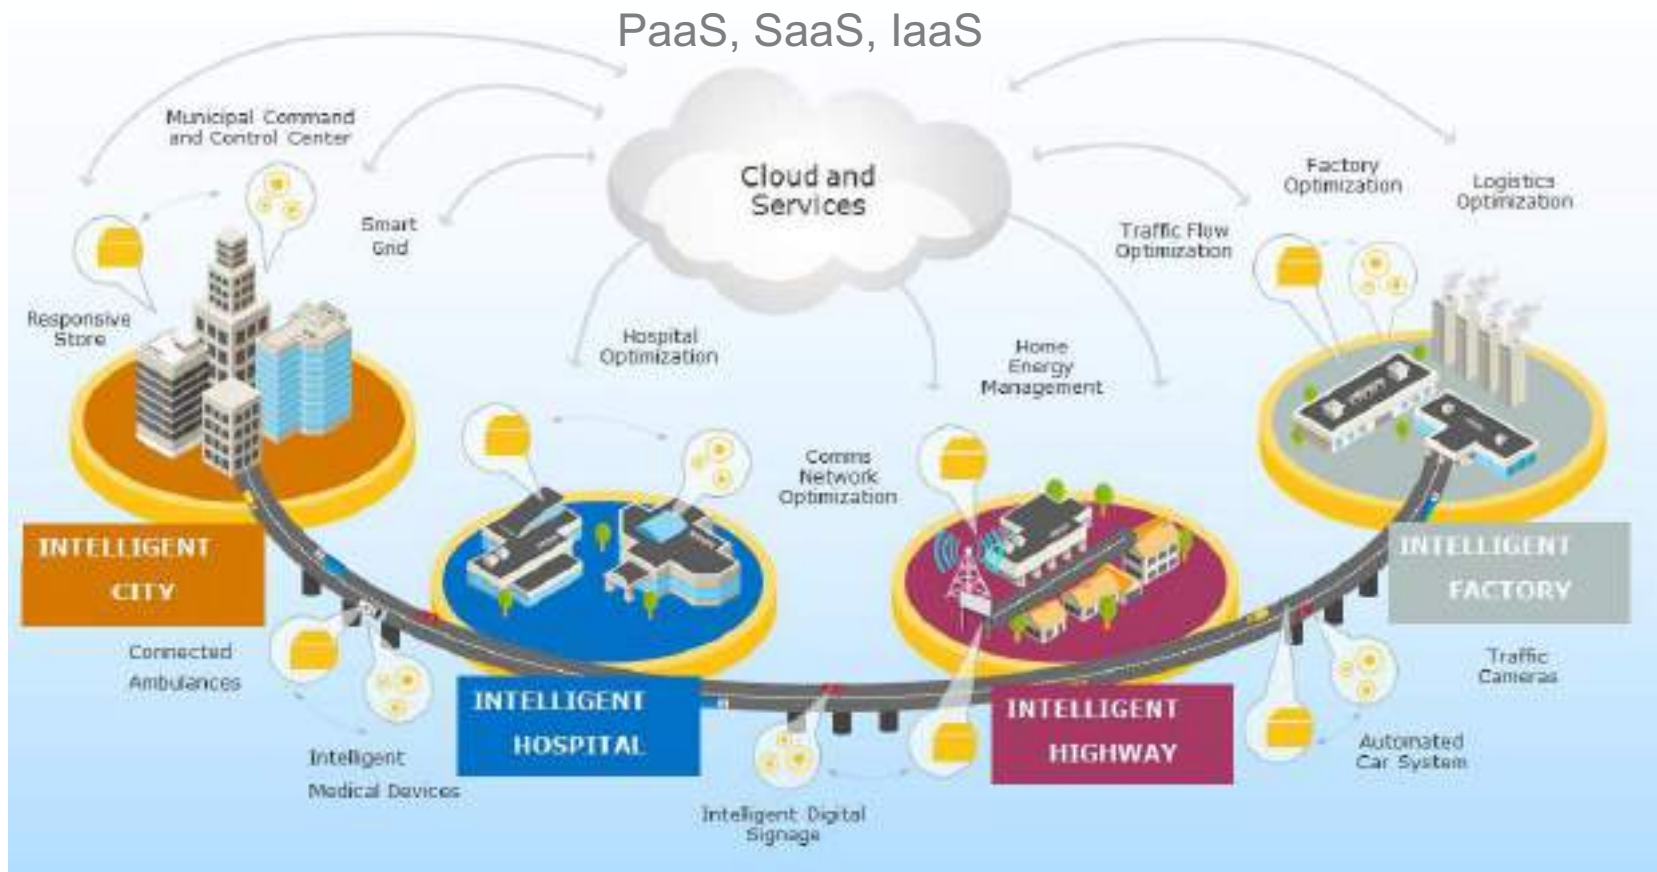 PaaS, SaaS, IaaS
Municipal Command
and Control Center
Cloud and
Services
Factory
Optimization
Logistics
Optimization
Smart
Grid
Traffic Flow
Optimization
Responsive
Store
Hospital
Optimization
Home
Energy
Management
Comms
Network
Optimization
INTELLIGENT
CITY
INTELLIGENT
FACTORY
Connected
Ambulances
Traffic
Cameras
INTELLIGENT
HOSPITAL
INTELLIGENT
HIGHWAY
Intelligent
Medical Devices
Automated
Car System
Intelligent Digital
Signage